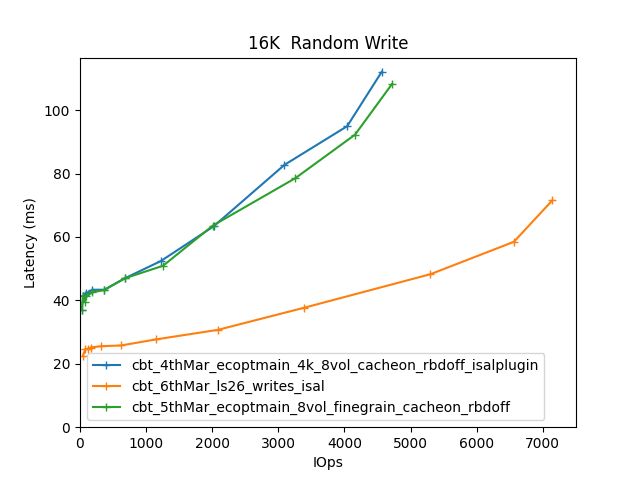 16K  Random Write
Latency (ms)
100
80
60
40
20
0
cbt_4thMar_ecoptmain_4k_8vol_cacheon_rbdoff_isalplugin
cbt_6thMar_ls26_writes_isal
cbt_5thMar_ecoptmain_8vol_finegrain_cacheon_rbdoff
0 1000 2000 3000 4000 5000 6000 7000
IOps